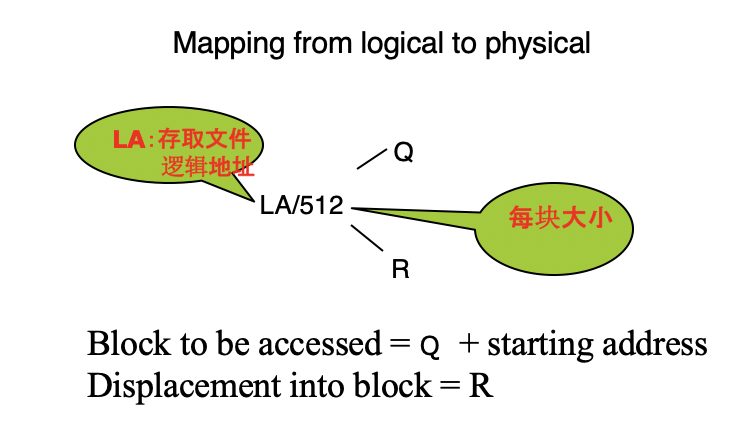 Mapping from logical to physical
LA:存取文件
逻辑地址
Q
LA/512
每块大小
R
Block to be accessed = Q + starting address
Displacement into block = R